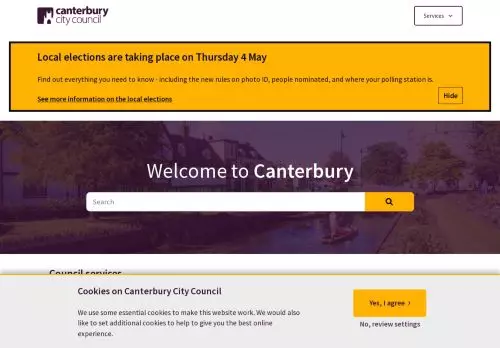 canterbury
city council
Services
Local elections are taking place on Thursday 4 May
Find out everything you need to know - including the new rules on photo ID, people nominated, and where your polling station is.
See more information on the local elections
Hide
Welcome to Canterbury
Search
Council services
Cookies on Canterbury City Council
We use some essential cookies to make this website work. We would also
like to set additional cookies to help to give you the best online
experience.
Yes, I agree ›
No, review settings